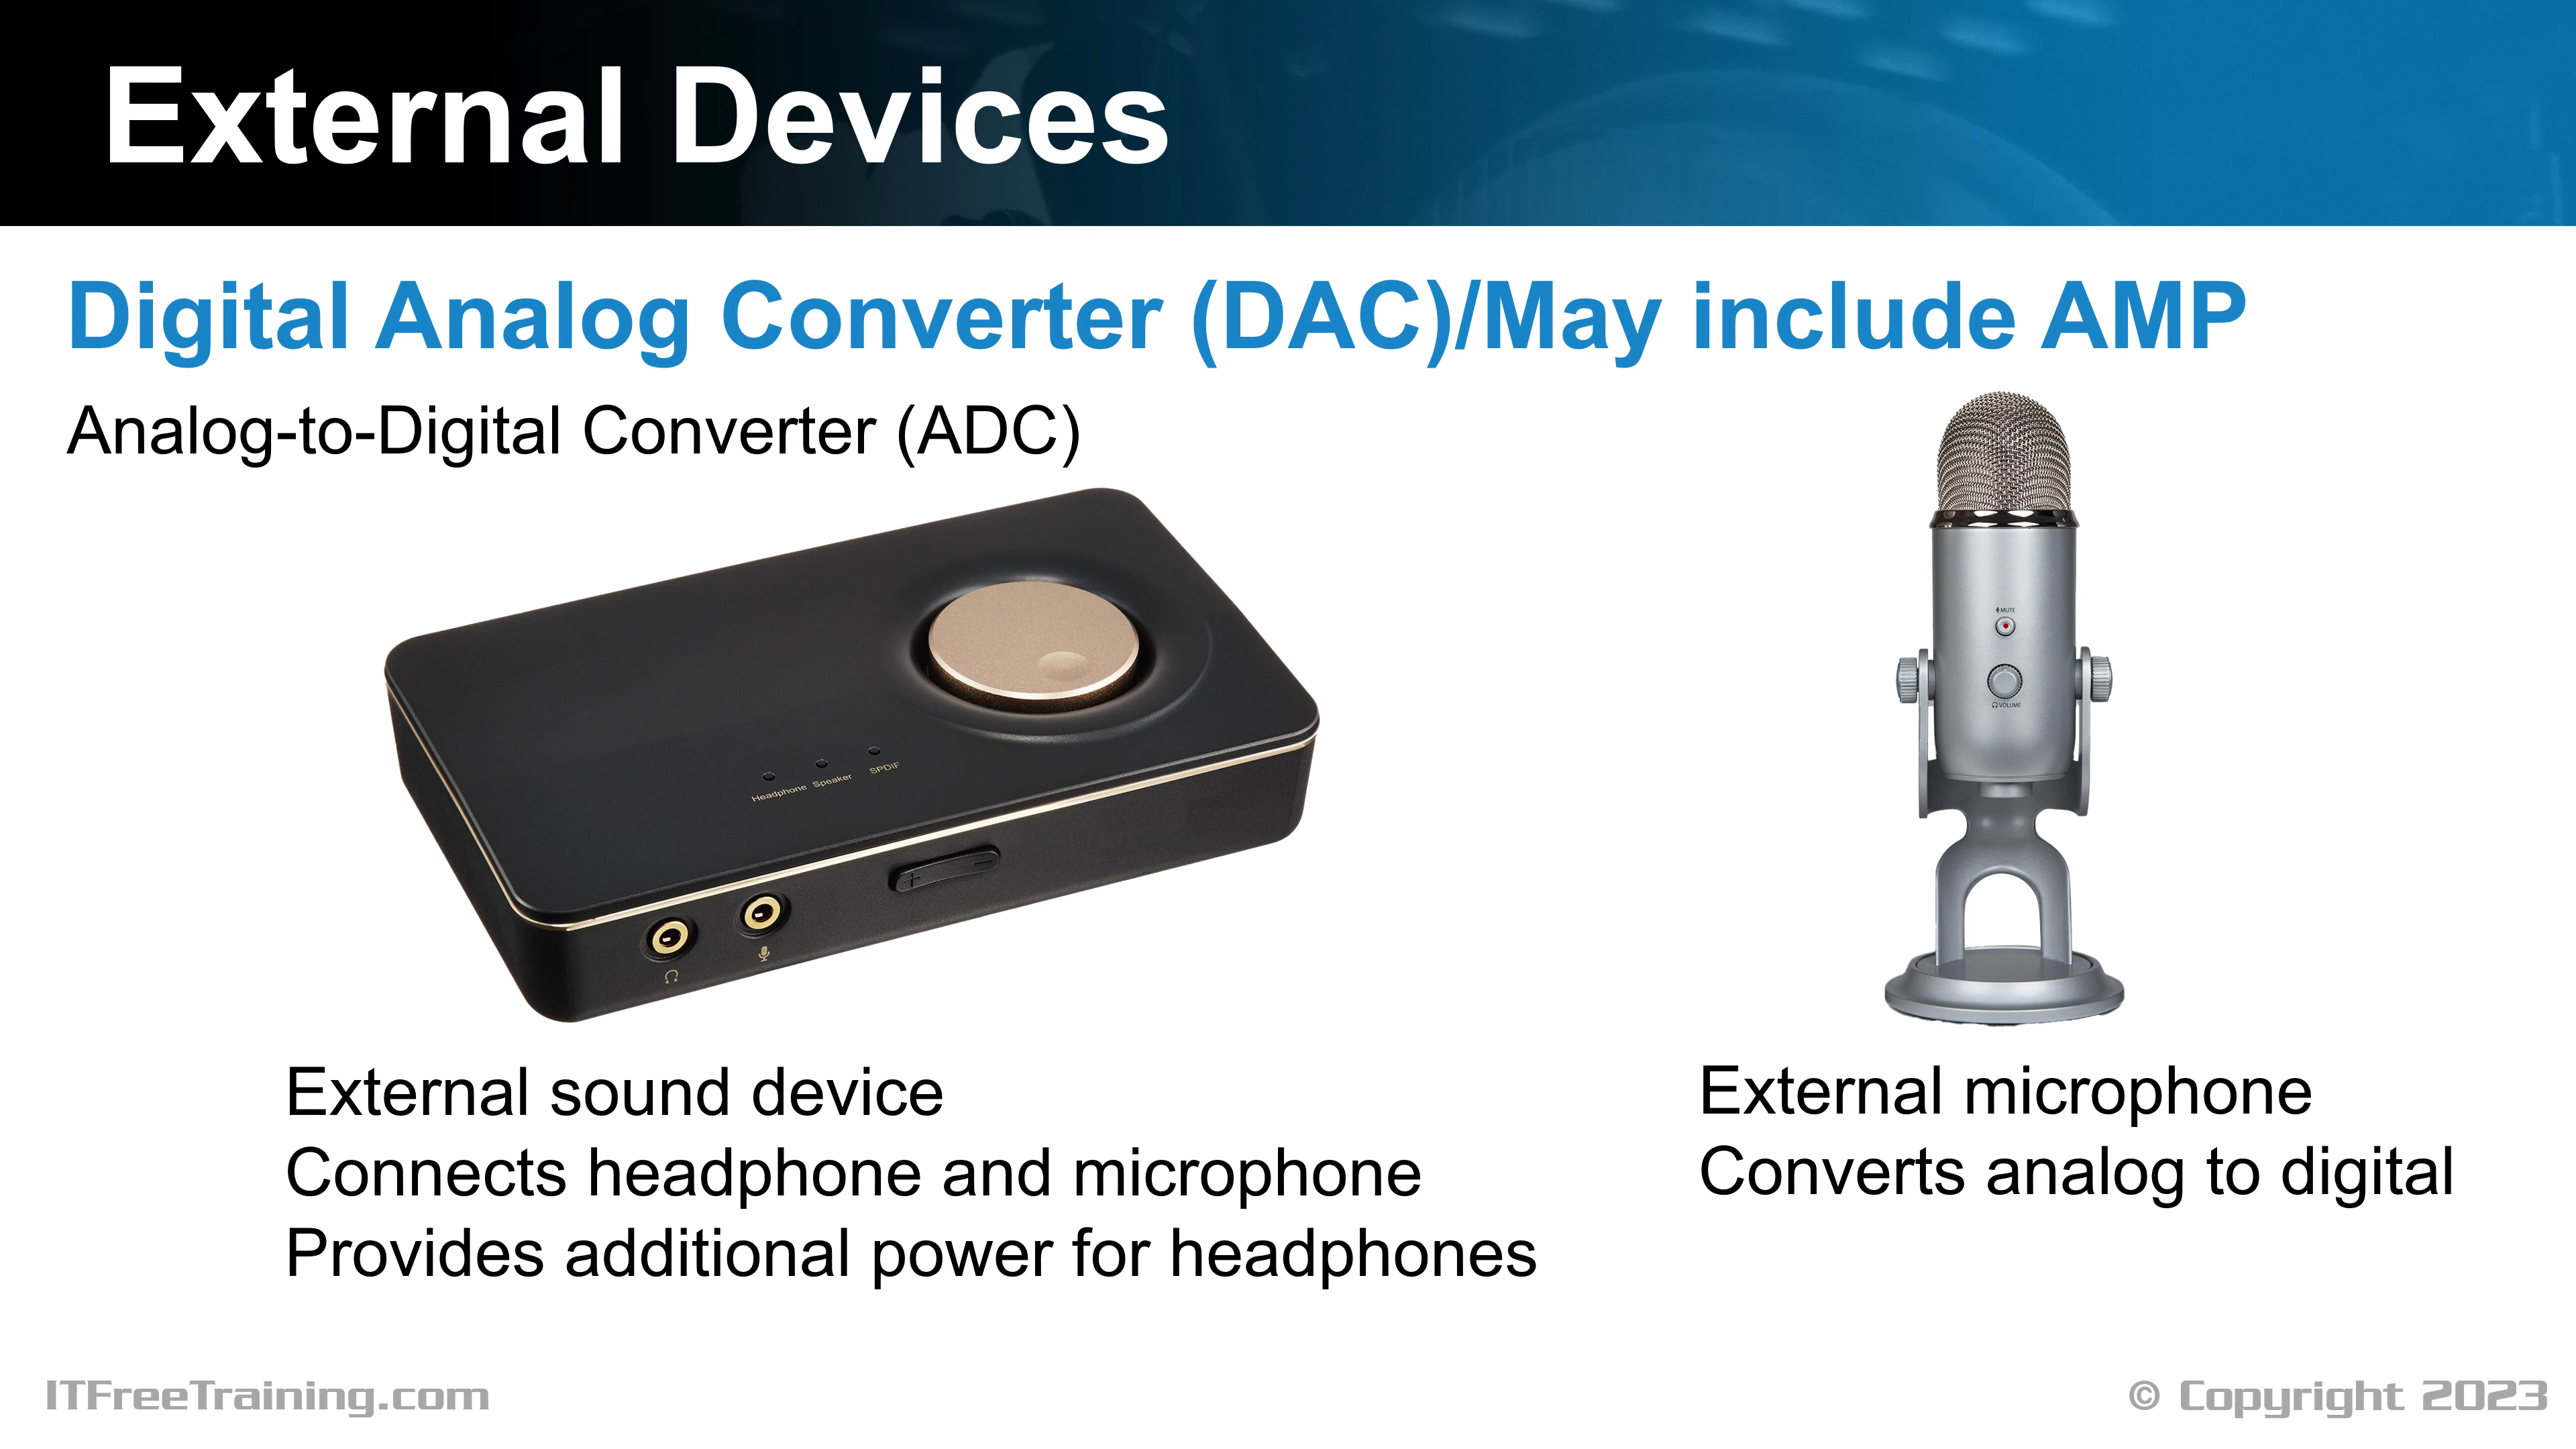 External Devices
Digital Analog Converter (DAC)/May include AMP
Analog-to-Digital Converter (ADC)
MUTE
VOLUME
Headphone Speaker SPDIF
+ −
External sound device
Connects headphone and microphone
Provides additional power for headphones
External microphone
Converts analog to digital
ITFreeTraining.com
© Copyright 2023